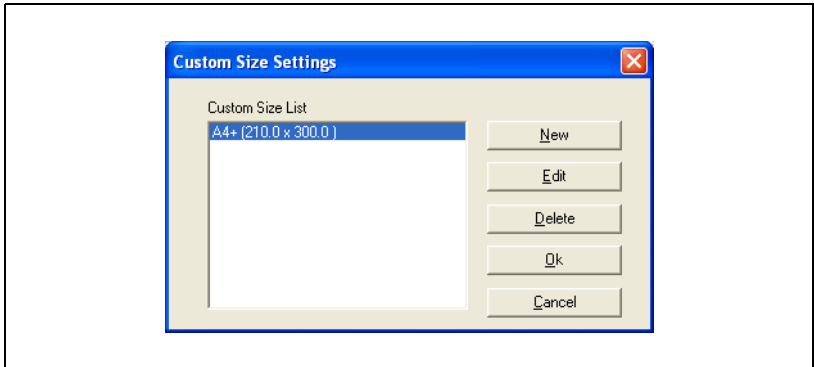 Custom Size Settings
Custom Size List
A4+ (210.0 x 300.0 )
New
Edit
Delete
Ok
Cancel